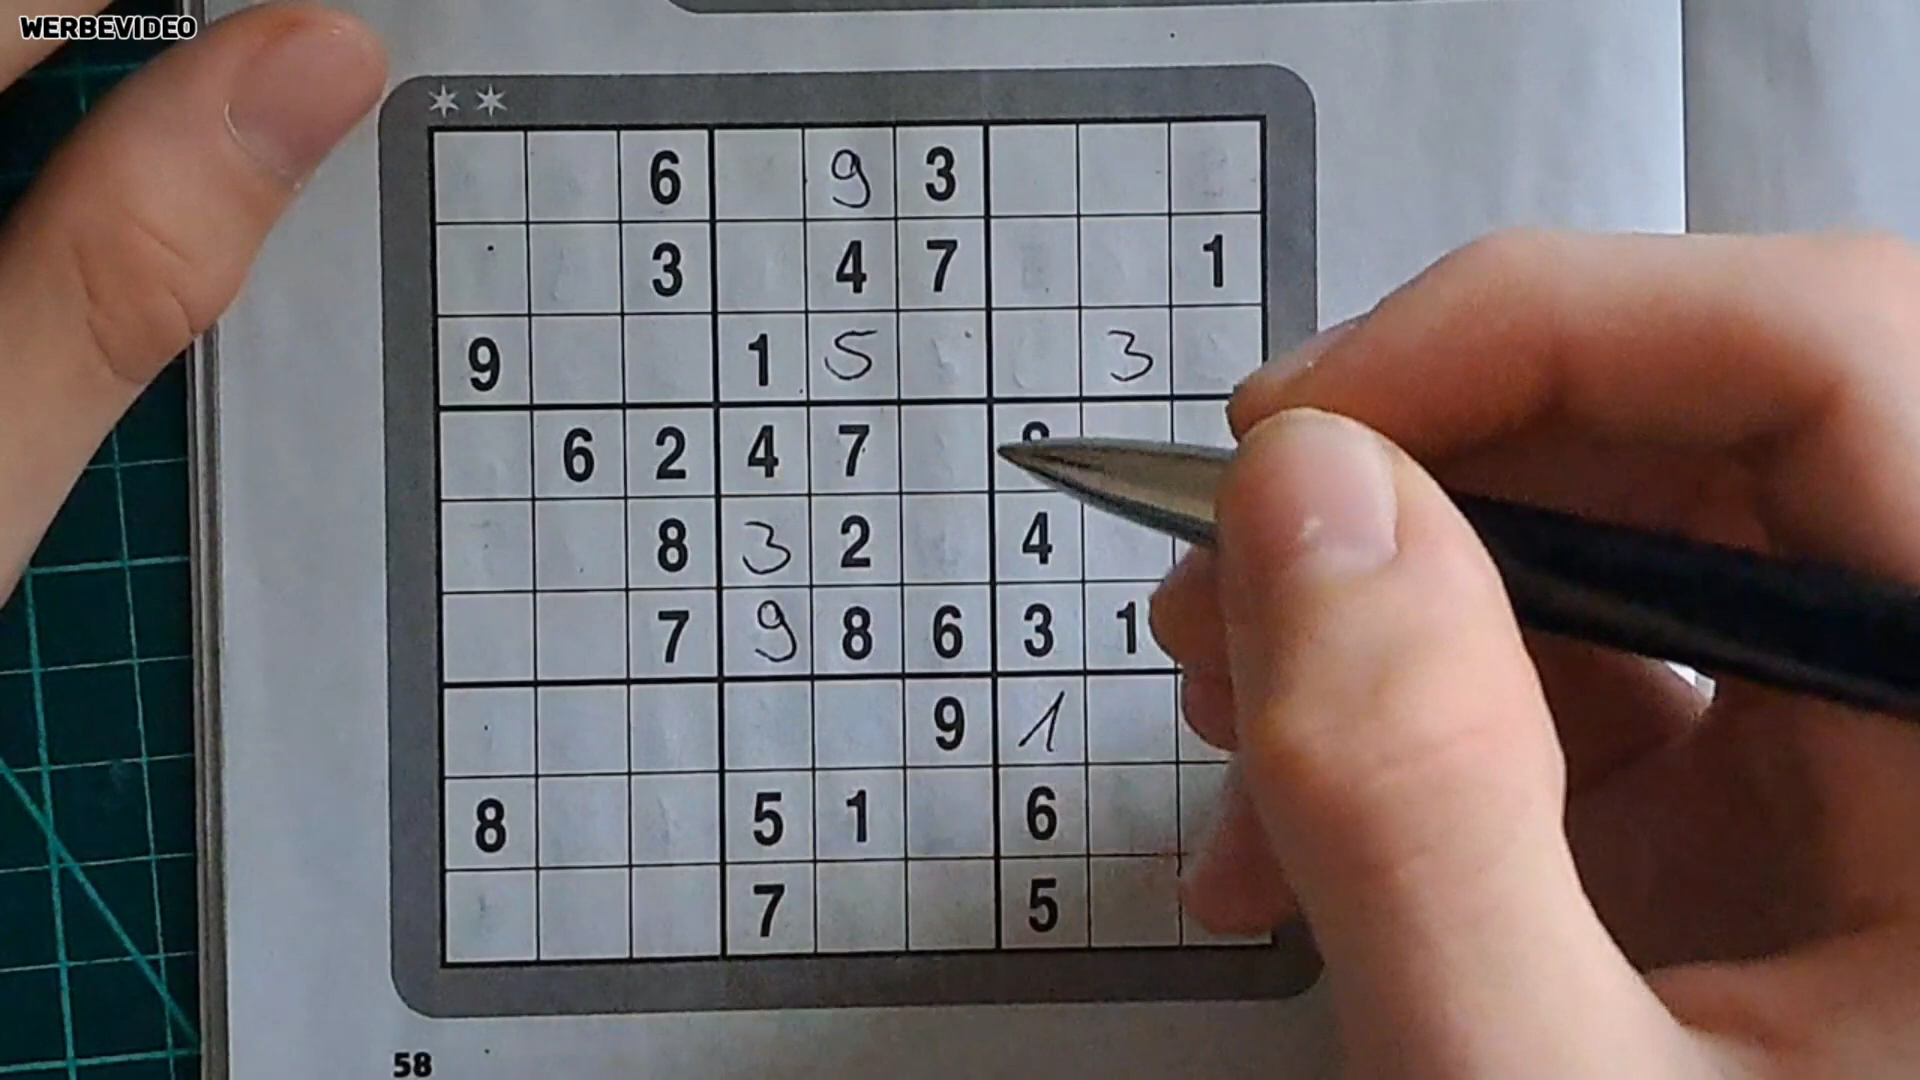 WERBEVIDEO
6 9 3
3 4 7 1
9 1 5 3
6 2 4 7
8 3 2 4
7 9 8 6 3 1
9 1
8 5 1 6
7 5
58